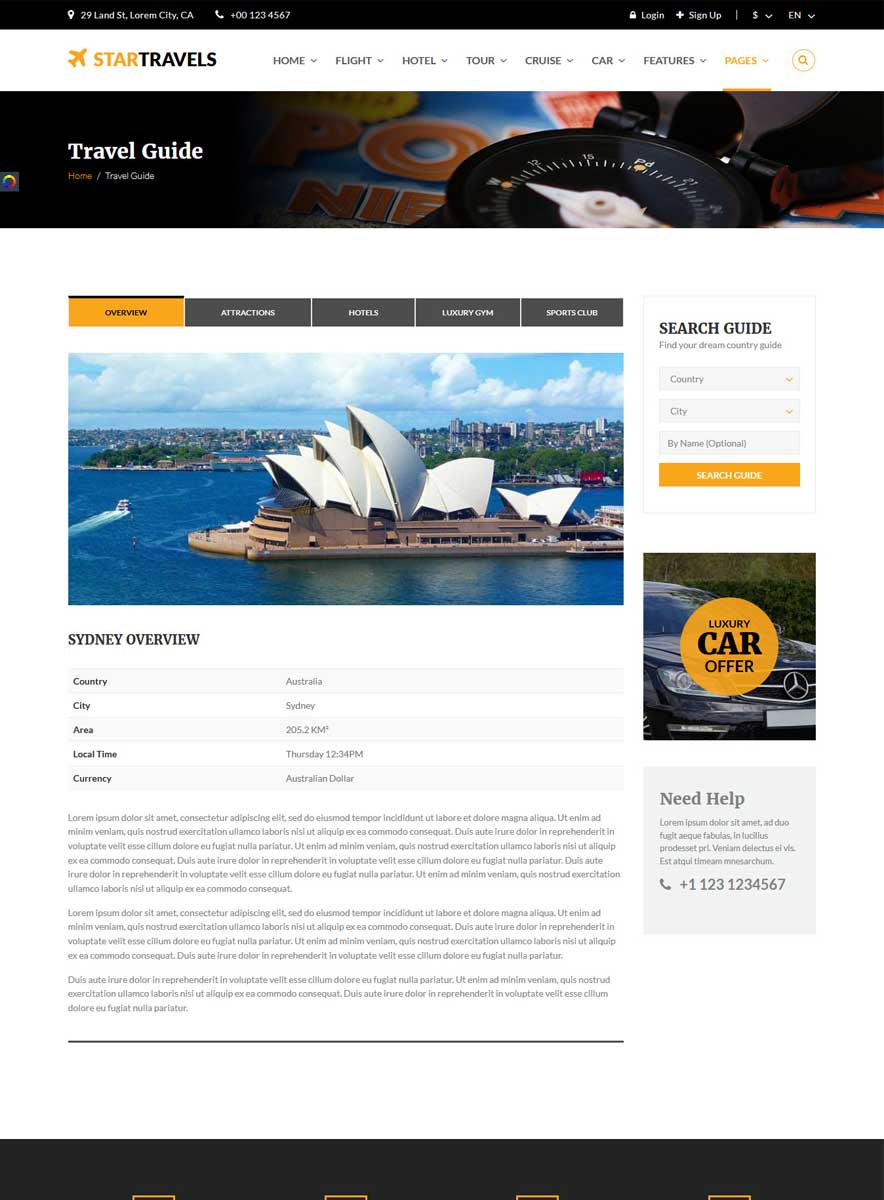 29 Land St, Lorem City, CA +00 123 4567 Login Sign Up | $ EN
STARTRAVELS HOME FLIGHT HOTEL TOUR CRUISE CAR FEATURES PAGES
Travel Guide
Home / Travel Guide
12 15 Pd
W
OVERVIEW ATTRACTIONS HOTELS LUXURY GYM SPORTS CLUB
SYDNEY OVERVIEW
Country Australia
City Sydney
Area 205.2 KM²
Local Time Thursday 12:34PM
Currency Australian Dollar
Lorem ipsum dolor sit amet, consectetur adipiscing elit, sed do eiusmod tempor incididunt ut labore et dolore magna aliqua. Ut enim ad
minim veniam, quis nostrud exercitation ullamco laboris nisi ut aliquip ex ea commodo consequat. Duis aute irure dolor in reprehenderit in
voluptate velit esse cillum dolore eu fugiat nulla pariatur. Ut enim ad minim veniam, quis nostrud exercitation ullamco laboris nisi ut aliquip
ex ea commodo consequat. Duis aute irure dolor in reprehenderit in voluptate velit esse cillum dolore eu fugiat nulla pariatur. Duis aute
irure dolor in reprehenderit in voluptate velit esse cillum dolore eu fugiat nulla pariatur. Ut enim ad minim veniam, quis nostrud exercitation
ullamco laboris nisi ut aliquip ex ea commodo consequat.
Lorem ipsum dolor sit amet, consectetur adipiscing elit, sed do eiusmod tempor incididunt ut labore et dolore magna aliqua. Ut enim ad
minim veniam, quis nostrud exercitation ullamco laboris nisi ut aliquip ex ea commodo consequat. Duis aute irure dolor in reprehenderit in
voluptate velit esse cillum dolore eu fugiat nulla pariatur. Ut enim ad minim veniam, quis nostrud exercitation ullamco laboris nisi ut aliquip
ex ea commodo consequat. Duis aute irure dolor in reprehenderit in voluptate velit esse cillum dolore eu fugiat nulla pariatur.
Duis aute irure dolor in reprehenderit in voluptate velit esse cillum dolore eu fugiat nulla pariatur. Ut enim ad minim veniam, quis nostrud
exercitation ullamco laboris nisi ut aliquip ex ea commodo consequat. Duis aute irure dolor in reprehenderit in voluptate velit esse cillum
dolore eu fugiat nulla pariatur.
SEARCH GUIDE
Find your dream country guide
Country
City
By Name (Optional)
SEARCH GUIDE
LUXURY
CAR
OFFER
Need Help
Lorem ipsum dolor sit amet, ad duo
fugit aeque fabulas, in lucilius
prodesset pri. Veniam delectus ei vis.
Est atqui timeam mnesarchum.
+1 123 1234567